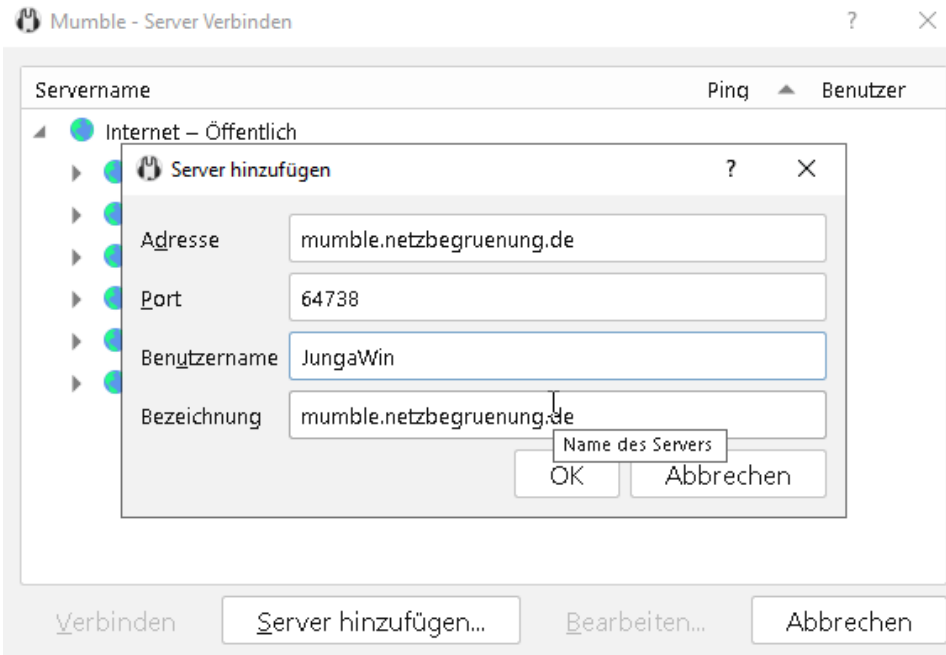 Mumble - Server Verbinden ?
Servername Ping Benutzer
Internet – Öffentlich
Server hinzufügen ?
Adresse mumble.netzbegruenung.de
Port 64738
Benutzername JungaWin
Bezeichnung mumble.netzbegruenung.de
Name des Servers
OK Abbrechen
Verbinden Server hinzufügen... Bearbeiten... Abbrechen